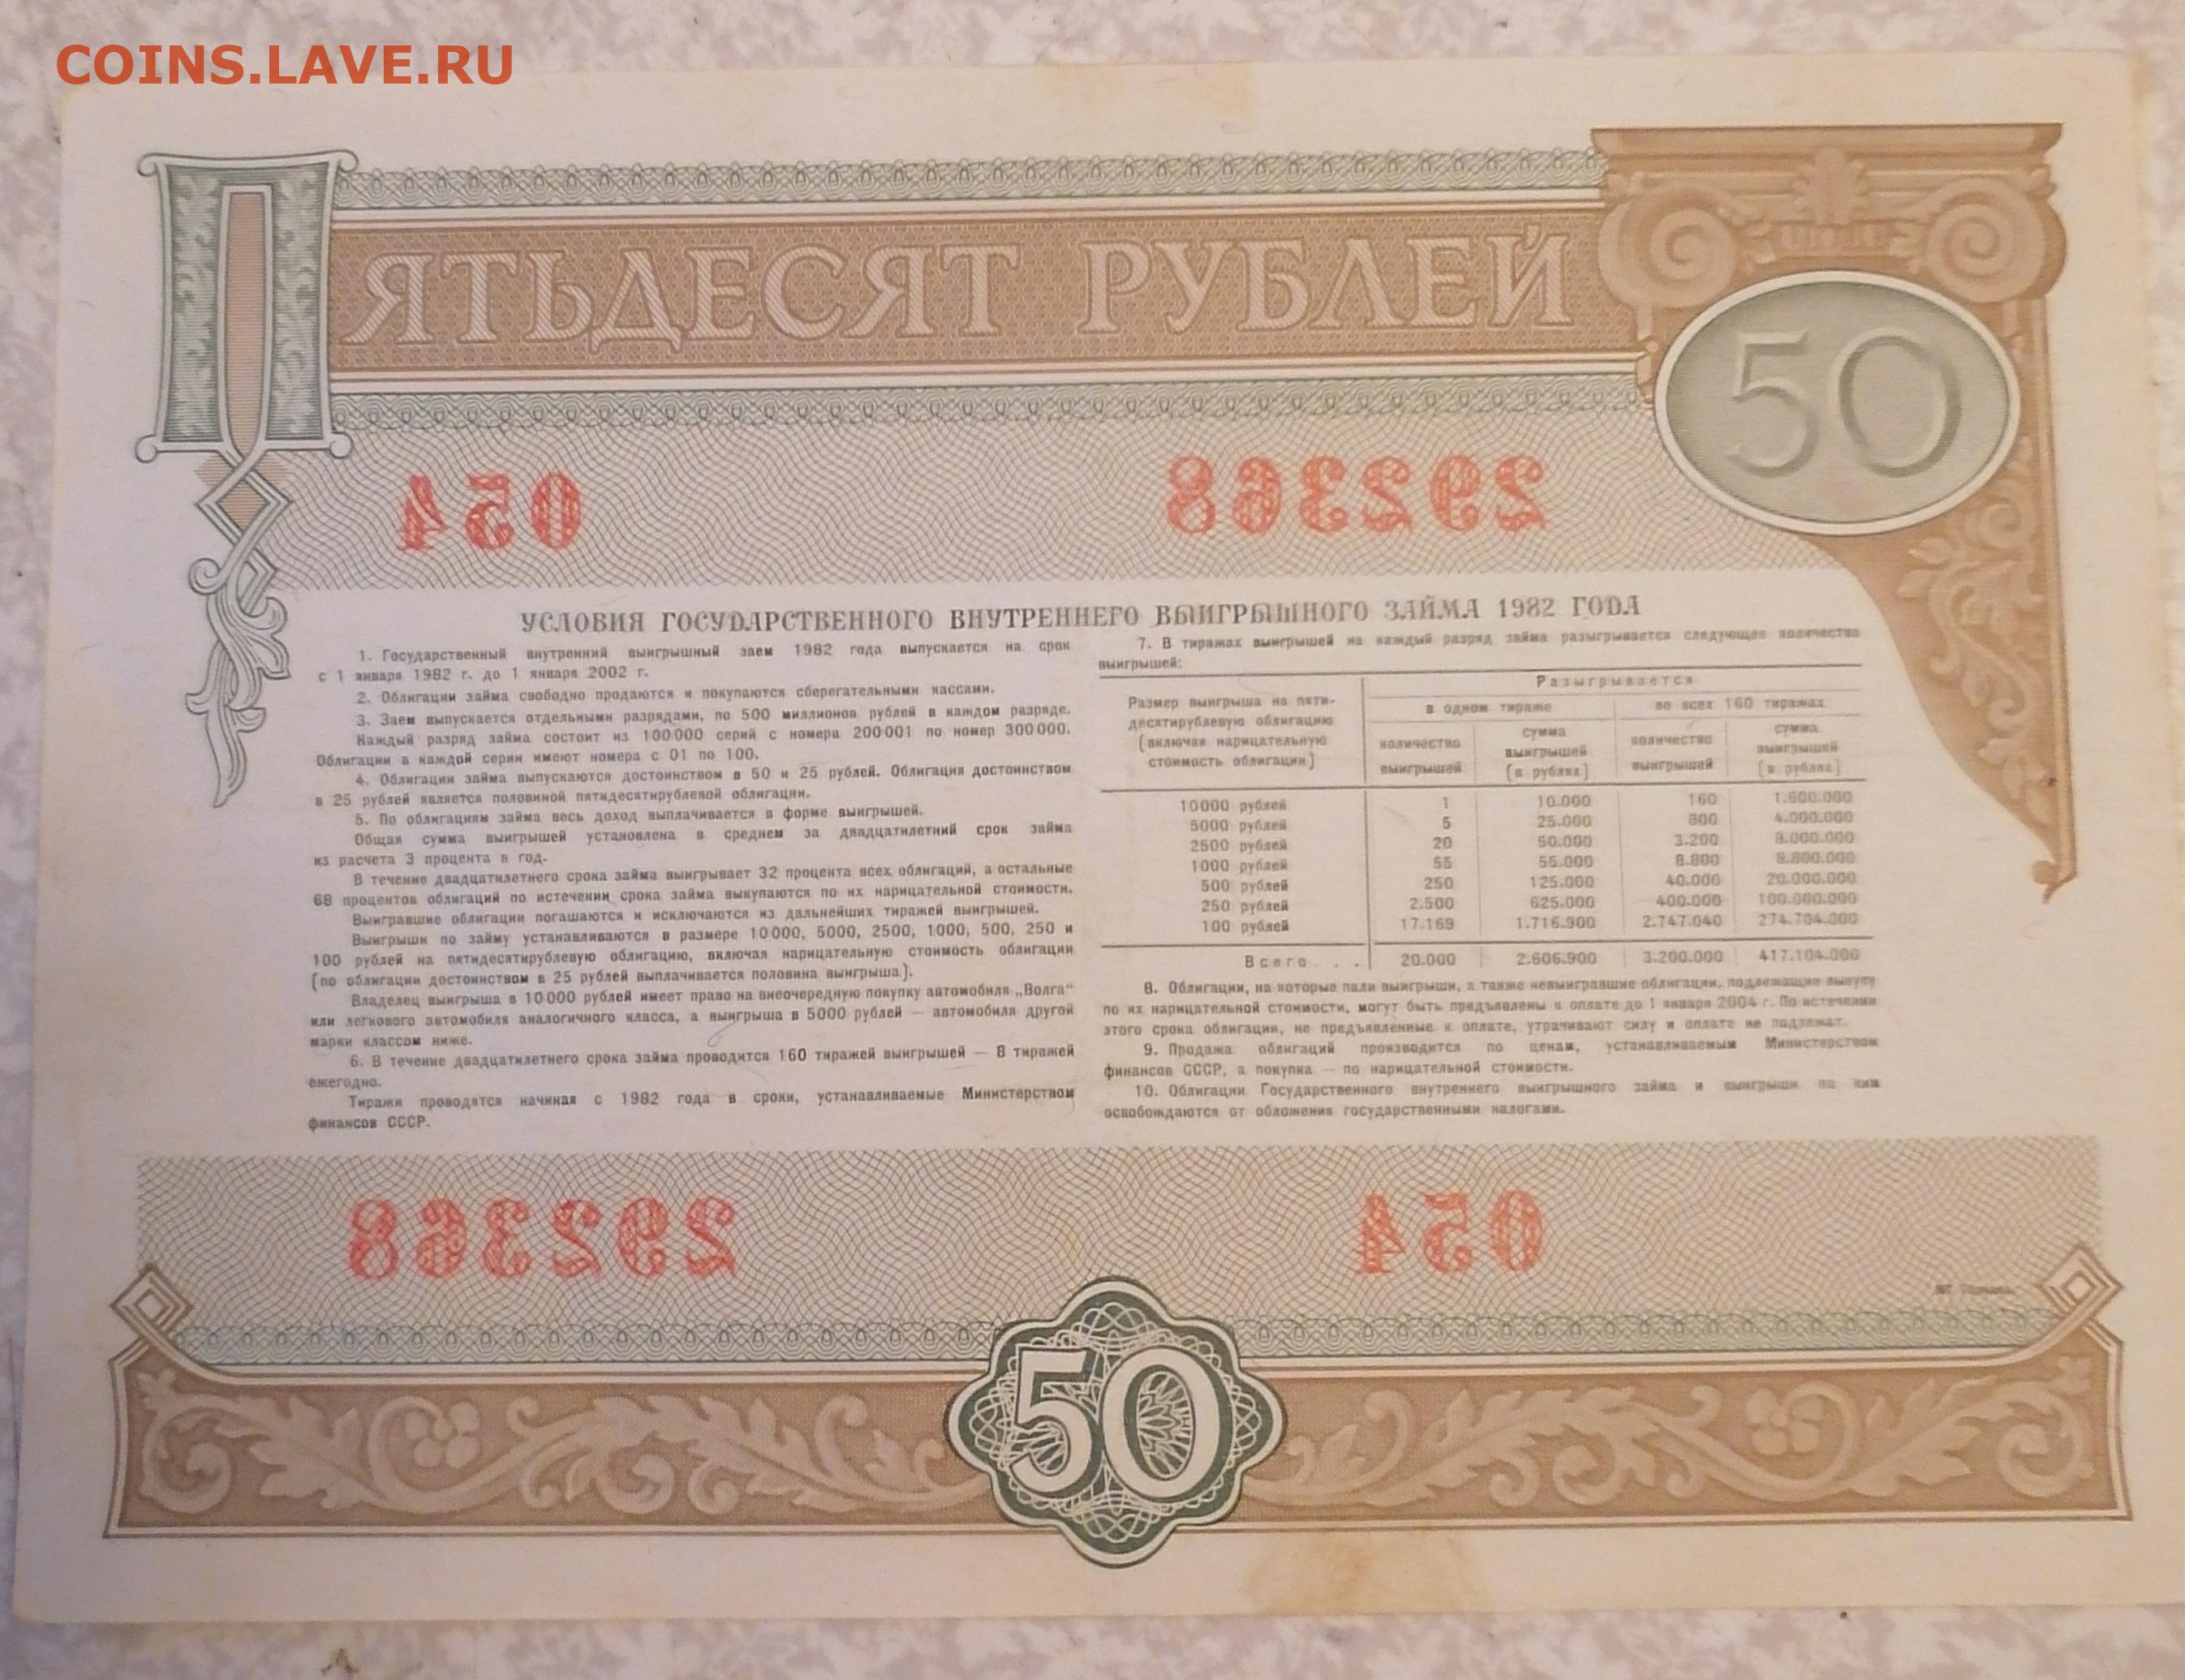 COINS.LAVE.RU
ПЯТЬДЕСЯТ РУБЛЕЙ
50
054 292368
УСЛОВИЯ ГОСУДАРСТВЕННОГО ВНУТРЕННЕГО ВЫИГРЫШНОГО ЗАЙМА 1982 ГОДА
1. Государственный внутренний выигрышный заем 1982 года выпускается на срок
с 1 января 1982 г. до 1 января 2002 г.
2. Облигации займа свободно продаются и покупаются сберегательными кассами.
3. Заем выпускается отдельными разрядами, по 500 миллионов рублей в каждом разряде.
Каждый разряд займа состоит из 100 000 серий с номера 200 001 по номер 300 000.
Облигации в каждой серии имеют номера с 01 по 100.
4. Облигации займа выпускаются достоинством в 50 и 25 рублей. Облигация достоинством
в 25 рублей является половиной пятидесятирублевой облигации.
5. По облигациям займа весь доход выплачивается в форме выигрышей.
Общая сумма выигрышей установлена в среднем за двадцатилетний срок займа
из расчета 3 процента в год.
В течение двадцатилетнего срока займа выигрывает 32 процента всех облигаций, а остальные
68 процентов облигаций по истечении срока займа выкупаются по их нарицательной стоимости.
Выигравшие облигации погашаются и исключаются из дальнейших тиражей выигрышей.
Выигрыши по займу устанавливаются в размере 10 000, 5000, 2500, 1000, 500, 250 и
100 рублей на пятидесятирублевую облигацию, включая нарицательную стоимость облигации
(по облигации достоинством в 25 рублей выплачивается половина выигрыша).
Владелец выигрыша в 10 000 рублей имеет право на внеочередную покупку автомобиля „Волга“
или легкового автомобиля аналогичного класса, а выигрыша в 5000 рублей — автомобиля другой
марки классом ниже.
6. В течение двадцатилетнего срока займа проводится 160 тиражей выигрышей — 8 тиражей
ежегодно.
Тиражи проводятся начиная с 1982 года в сроки, устанавливаемые Министерством
финансов СССР.
7. В тиражах выигрышей на каждый разряд займа разыгрывается следующее количество
выигрышей:
Размер выигрыша на пяти-
десятирублевую облигацию
(включая нарицательную
стоимость облигации)
Разыгрывается
в одном тираже во всех 160 тиражах
количество выигрышей сумма выигрышей (в рублях) количество выигрышей сумма выигрышей (в рублях)
10000 рублей 1 10.000 160 1.600.000
5000 рублей 5 25.000 800 4.000.000
2500 рублей 20 50.000 3.200 8.000.000
1000 рублей 55 55.000 8.800 8.800.000
500 рублей 250 125.000 40.000 20.000.000
250 рублей 2.500 625.000 400.000 100.000.000
100 рублей 17.169 1.716.900 2.747.040 274.704.000
Всего . . . 20.000 2.606.900 3.200.000 417.104.000
8. Облигации, на которые пали выигрыши, а также невыигравшие облигации, подлежащие выкупу
по их нарицательной стоимости, могут быть предъявлены к оплате до 1 января 2004 г. По истечении
этого срока облигации, не предъявленные к оплате, утрачивают силу и оплате не подлежат.
9. Продажа облигаций производится по ценам, устанавливаемым Министерством
финансов СССР, а покупка — по нарицательной стоимости.
10. Облигации Государственного внутреннего выигрышного займа и выигрыши по ним
освобождаются от обложения государственными налогами.
292368 054
50